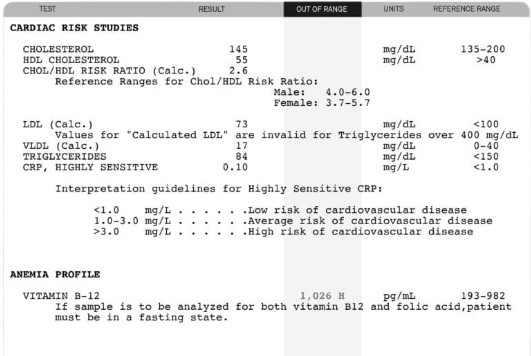 TEST RESULT OUT OF RANGE UNITS REFERENCE RANGE
CARDIAC RISK STUDIES
CHOLESTEROL 145 mg/dL 135-200
HDL CHOLESTEROL 55 mg/dL >40
CHOL/HDL RISK RATIO (Calc.) 2.6
Reference Ranges for Chol/HDL Risk Ratio:
Male: 4.0-6.0
Female: 3.7-5.7
LDL (Calc.) 73 mg/dL <100
Values for "Calculated LDL" are invalid for Triglycerides over 400 mg/dL
VLDL (Calc.) 17 mg/dL 0-40
TRIGLYCERIDES 84 mg/dL <150
CRP, HIGHLY SENSITIVE 0.10 mg/L <1.0
Interpretation guidelines for Highly Sensitive CRP:
<1.0 mg/L . . . . . .Low risk of cardiovascular disease
1.0-3.0 mg/L . . . . . .Average risk of cardiovascular disease
>3.0 mg/L . . . . . .High risk of cardiovascular disease
ANEMIA PROFILE
VITAMIN B-12 1,026 H pg/mL 193-982
If sample is to be analyzed for both vitamin B12 and folic acid,patient
must be in a fasting state.